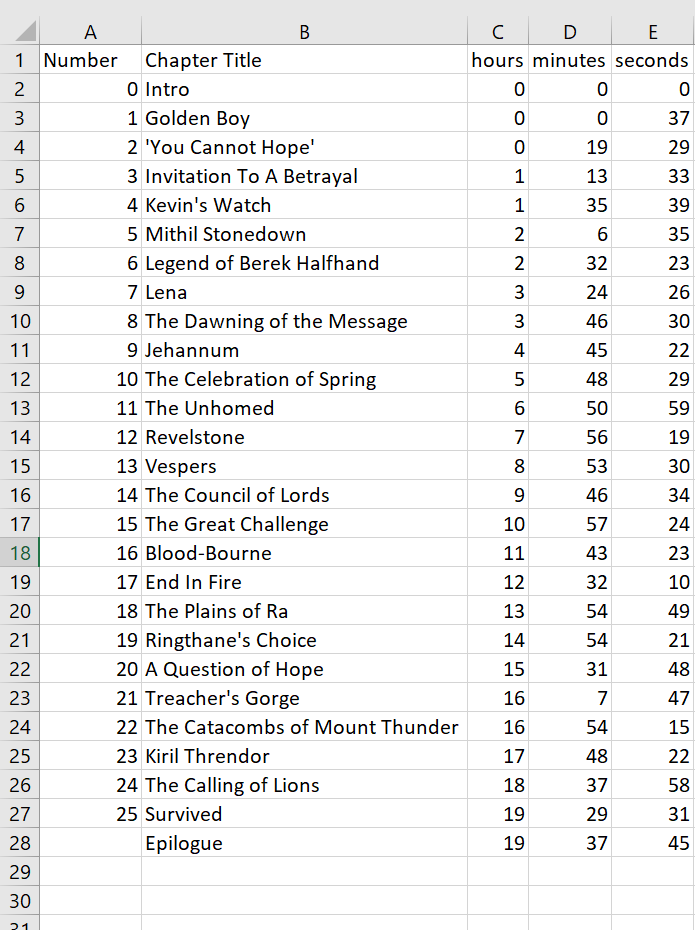 A B C D E
1 Number Chapter Title hours minutes seconds
2 0 Intro 0 0 0
3 1 Golden Boy 0 0 37
4 2 'You Cannot Hope' 0 19 29
5 3 Invitation To A Betrayal 1 13 33
6 4 Kevin's Watch 1 35 39
7 5 Mithil Stonedown 2 6 35
8 6 Legend of Berek Halfhand 2 32 23
9 7 Lena 3 24 26
10 8 The Dawning of the Message 3 46 30
11 9 Jehannum 4 45 22
12 10 The Celebration of Spring 5 48 29
13 11 The Unhomed 6 50 59
14 12 Revelstone 7 56 19
15 13 Vespers 8 53 30
16 14 The Council of Lords 9 46 34
17 15 The Great Challenge 10 57 24
18 16 Blood-Bourne 11 43 23
19 17 End In Fire 12 32 10
20 18 The Plains of Ra 13 54 49
21 19 Ringthane's Choice 14 54 21
22 20 A Question of Hope 15 31 48
23 21 Treacher's Gorge 16 7 47
24 22 The Catacombs of Mount Thunder 16 54 15
25 23 Kiril Threndor 17 48 22
26 24 The Calling of Lions 18 37 58
27 25 Survived 19 29 31
28 Epilogue 19 37 45
29
30
31